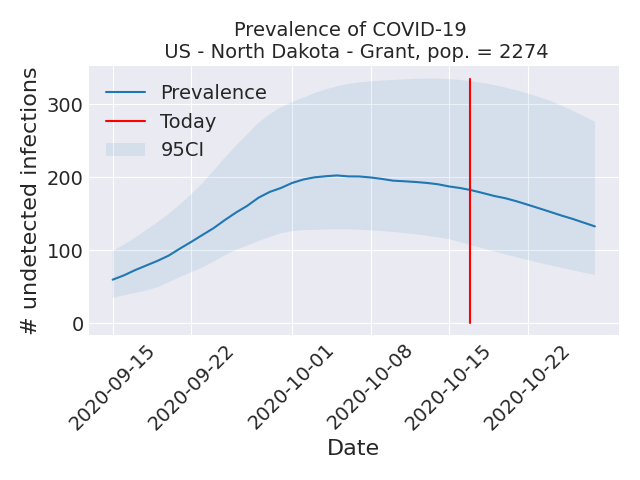 Prevalence of COVID-19
US - North Dakota - Grant, pop. = 2274
# undetected infections
300
200
100
0
Prevalence
Today
95CI
2020-09-15
2020-09-22
2020-10-01
2020-10-08
2020-10-15
2020-10-22
Date